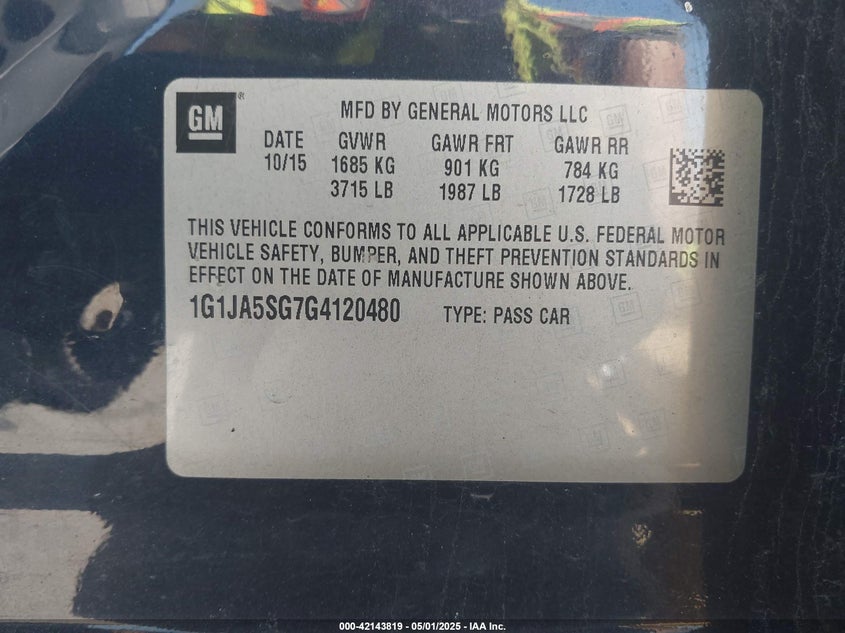 GM ®
MFD BY GENERAL MOTORS LLC
DATE GVWR GAWR FRT GAWR RR
10/15 1685 KG 901 KG 784 KG
3715 LB 1987 LB 1728 LB
THIS VEHICLE CONFORMS TO ALL APPLICABLE U.S. FEDERAL MOTOR
VEHICLE SAFETY, BUMPER, AND THEFT PREVENTION STANDARDS IN
EFFECT ON THE DATE OF MANUFACTURE SHOWN ABOVE.
1G1JA5SG7G4120480 TYPE: PASS CAR
000-42143819 - 05/01/2025 - IAA Inc.